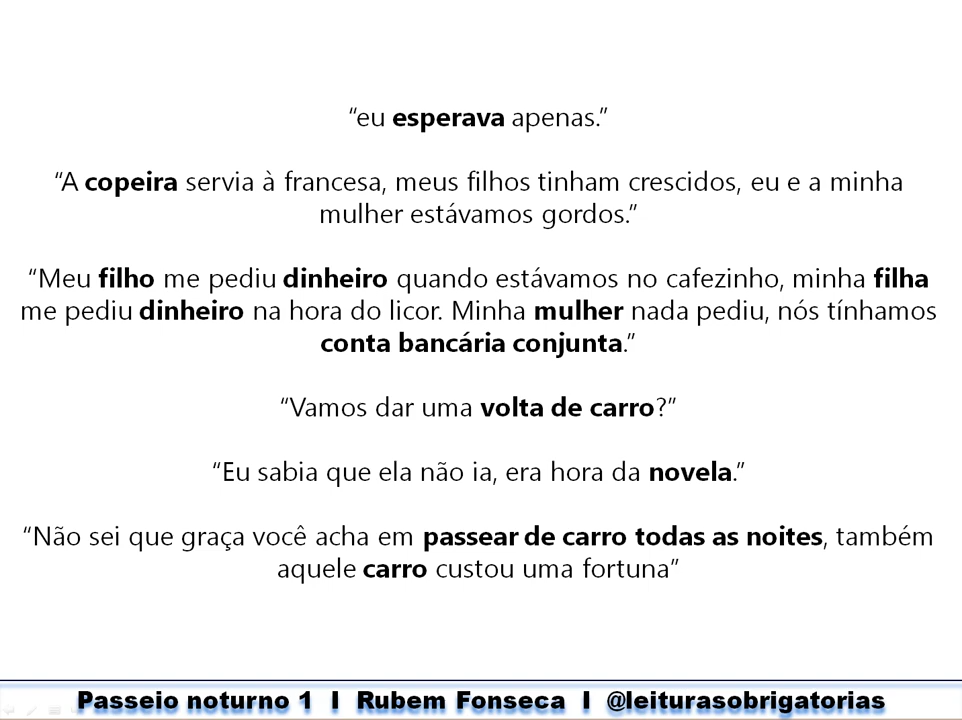 “eu esperava apenas.”
“A copeira servia à francesa, meus filhos tinham crescidos, eu e a minha
mulher estávamos gordos.”
“Meu filho me pediu dinheiro quando estávamos no cafezinho, minha filha
me pediu dinheiro na hora do licor. Minha mulher nada pediu, nós tínhamos
conta bancária conjunta.”
“Vamos dar uma volta de carro?”
“Eu sabia que ela não ia, era hora da novela.”
“Não sei que graça você acha em passear de carro todas as noites, também
aquele carro custou uma fortuna”
Passeio noturno 1 I Rubem Fonseca I @leiturasobrigatorias